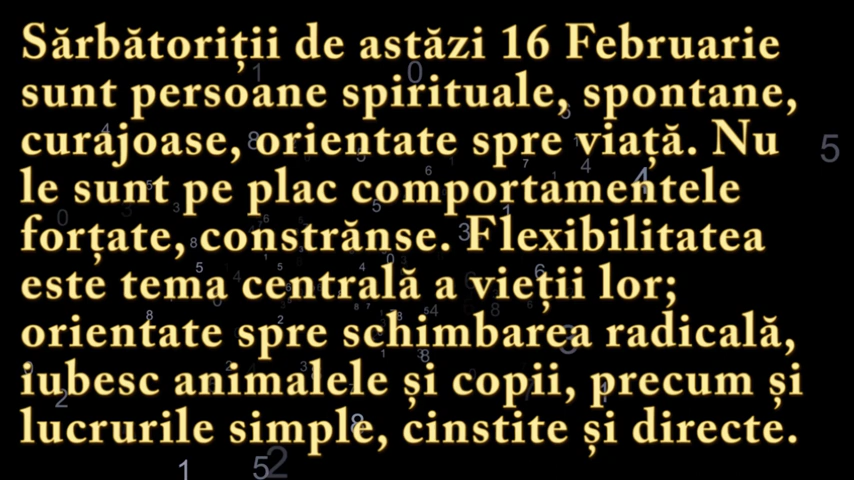 Sărbătoriții de astăzi 16 Februarie
sunt persoane spirituale, spontane,
curajoase, orientate spre viață. Nu
le sunt pe plac comportamentele
forțate, constrănse. Flexibilitatea
este tema centrală a vieții lor;
orientate spre schimbarea radicală,
iubesc animalele și copii, precum și
lucrurile simple, cinstite și directe.